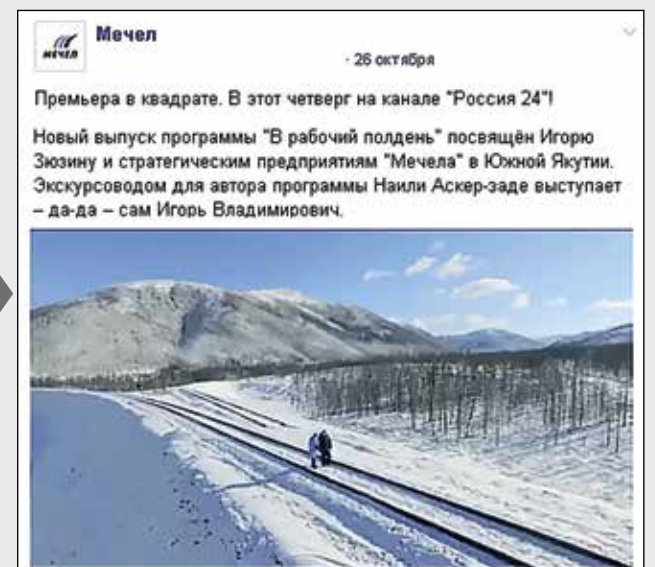 Мечел
МЕЧЕЛ
· 26 октября
Премьера в квадрате. В этот четверг на канале "Россия 24"!
Новый выпуск программы "В рабочий полдень" посвящён Игорю
Зюзину и стратегическим предприятиям "Мечела" в Южной Якутии.
Экскурсоводом для автора программы Наили Аскер-заде выступает
– да-да – сам Игорь Владимирович.